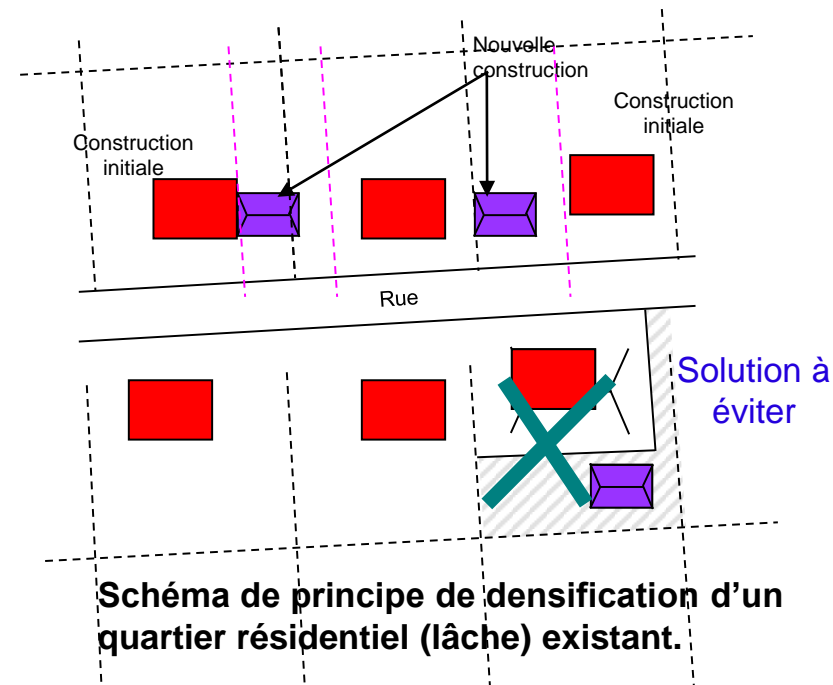 Nouvelle
construction
Construction
initiale
Construction
initiale
Rue
Solution à
éviter
Schéma de principe de densification d’un
quartier résidentiel (lâche) existant.